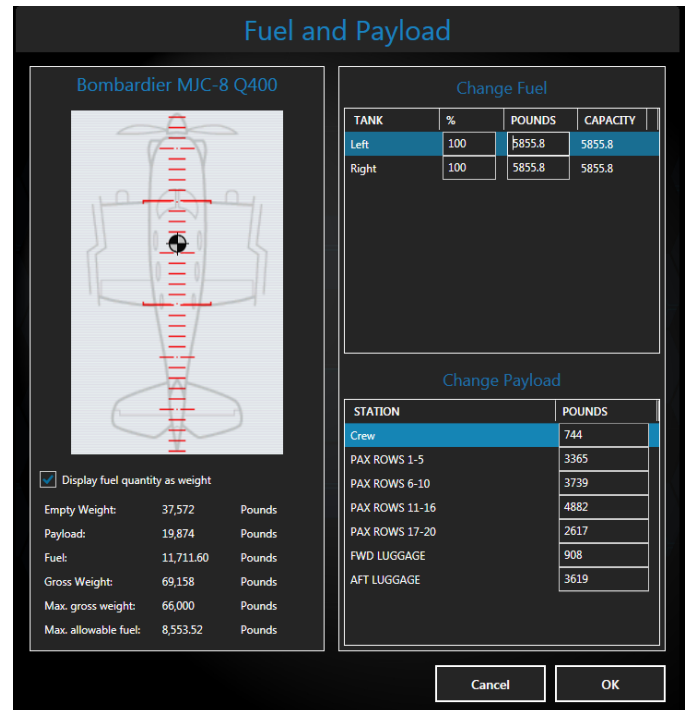 Fuel and Payload
Bombardier MJC-8 Q400
Display fuel quantity as weight
Empty Weight: 37,572 Pounds
Payload: 19,874 Pounds
Fuel: 11,711.60 Pounds
Gross Weight: 69,158 Pounds
Max. gross weight: 66,000 Pounds
Max. allowable fuel: 8,553.52 Pounds
Change Fuel
TANK % POUNDS CAPACITY
Left 100 5855.8 5855.8
Right 100 5855.8 5855.8
Change Payload
STATION POUNDS
Crew 744
PAX ROWS 1-5 3365
PAX ROWS 6-10 3739
PAX ROWS 11-16 4882
PAX ROWS 17-20 2617
FWD LUGGAGE 908
AFT LUGGAGE 3619
Cancel OK